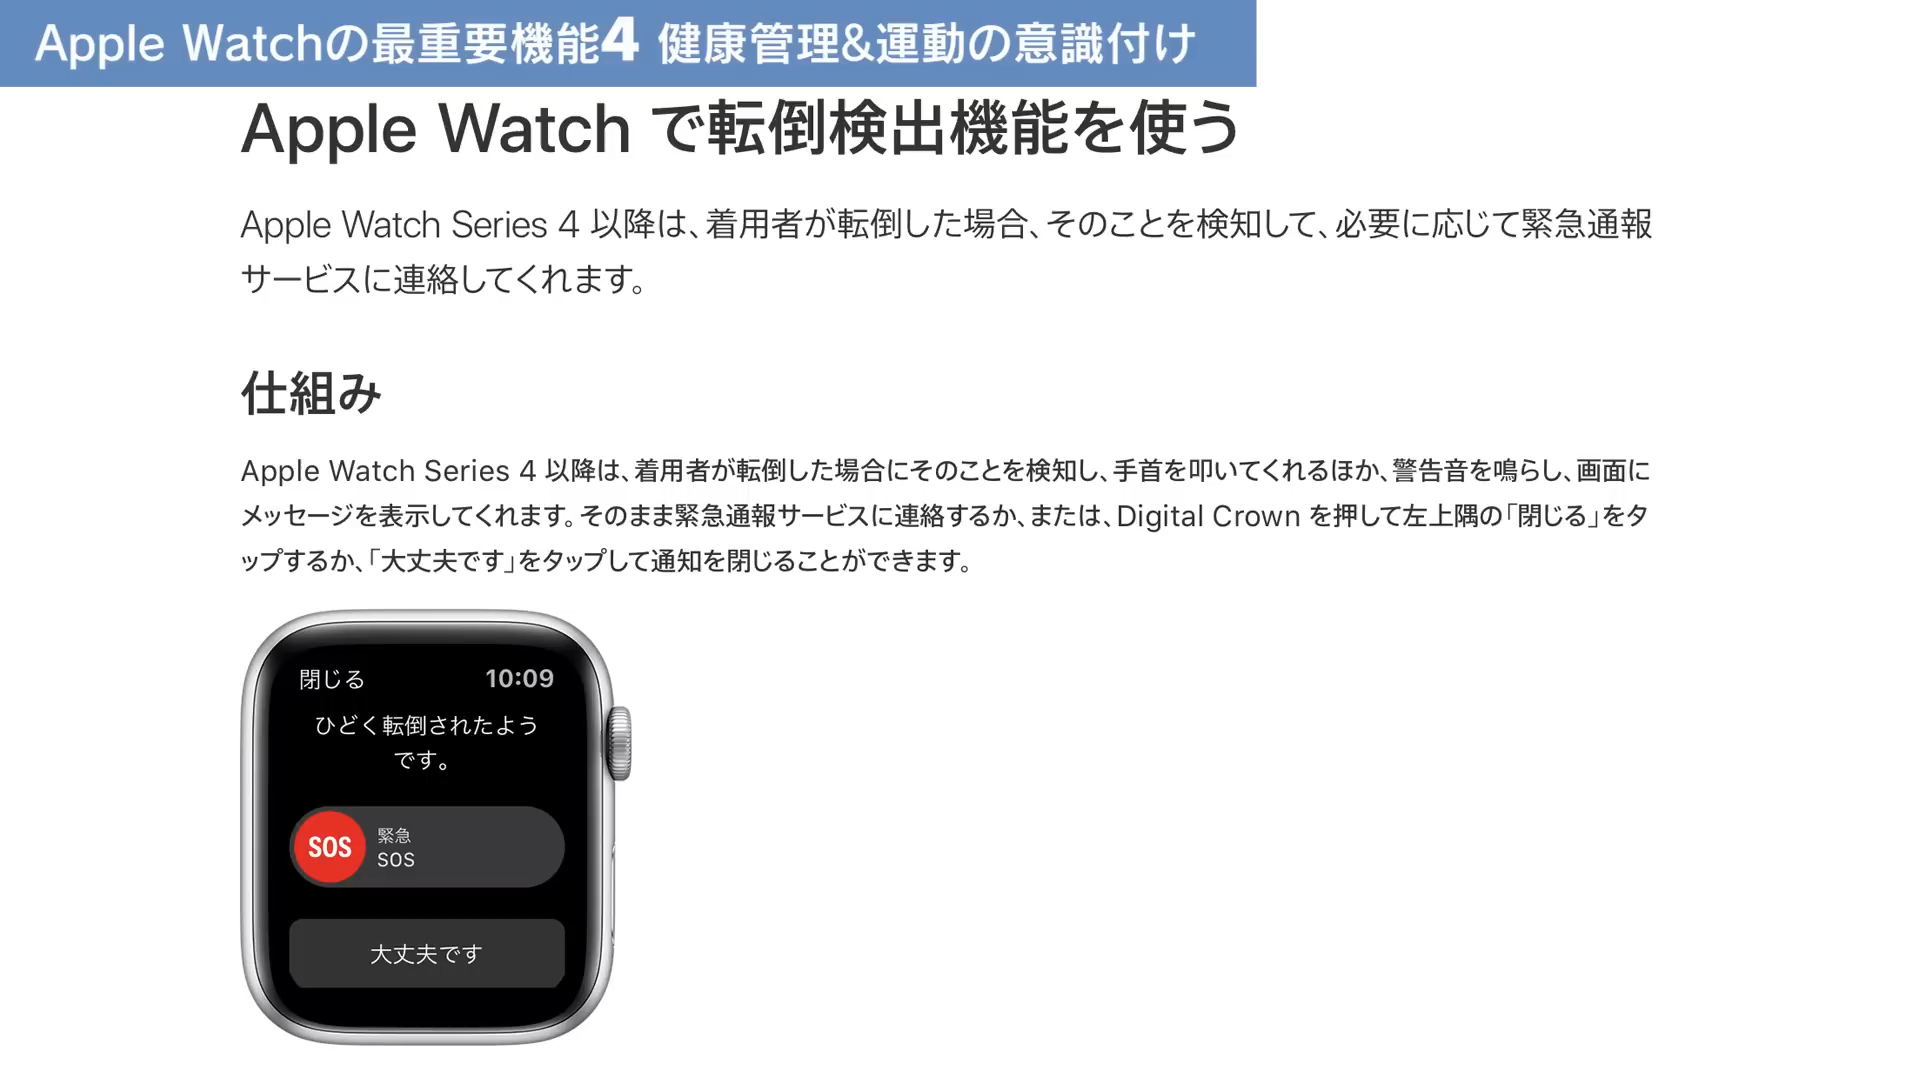 Apple Watchの最重要機能4 健康管理&運動の意識付け
Apple Watch で転倒検出機能を使う
Apple Watch Series 4 以降は、着用者が転倒した場合、そのことを検知して、必要に応じて緊急通報
サービスに連絡してくれます。
仕組み
Apple Watch Series 4 以降は、着用者が転倒した場合にそのことを検知し、手首を叩いてくれるほか、警告音を鳴らし、画面に
メッセージを表示してくれます。そのまま緊急通報サービスに連絡するか、または、Digital Crown を押して左上隅の「閉じる」をタ
ップするか、「大丈夫です」をタップして通知を閉じることができます。
閉じる 10:09
ひどく転倒されたよう
です。
SOS 緊急
SOS
大丈夫です